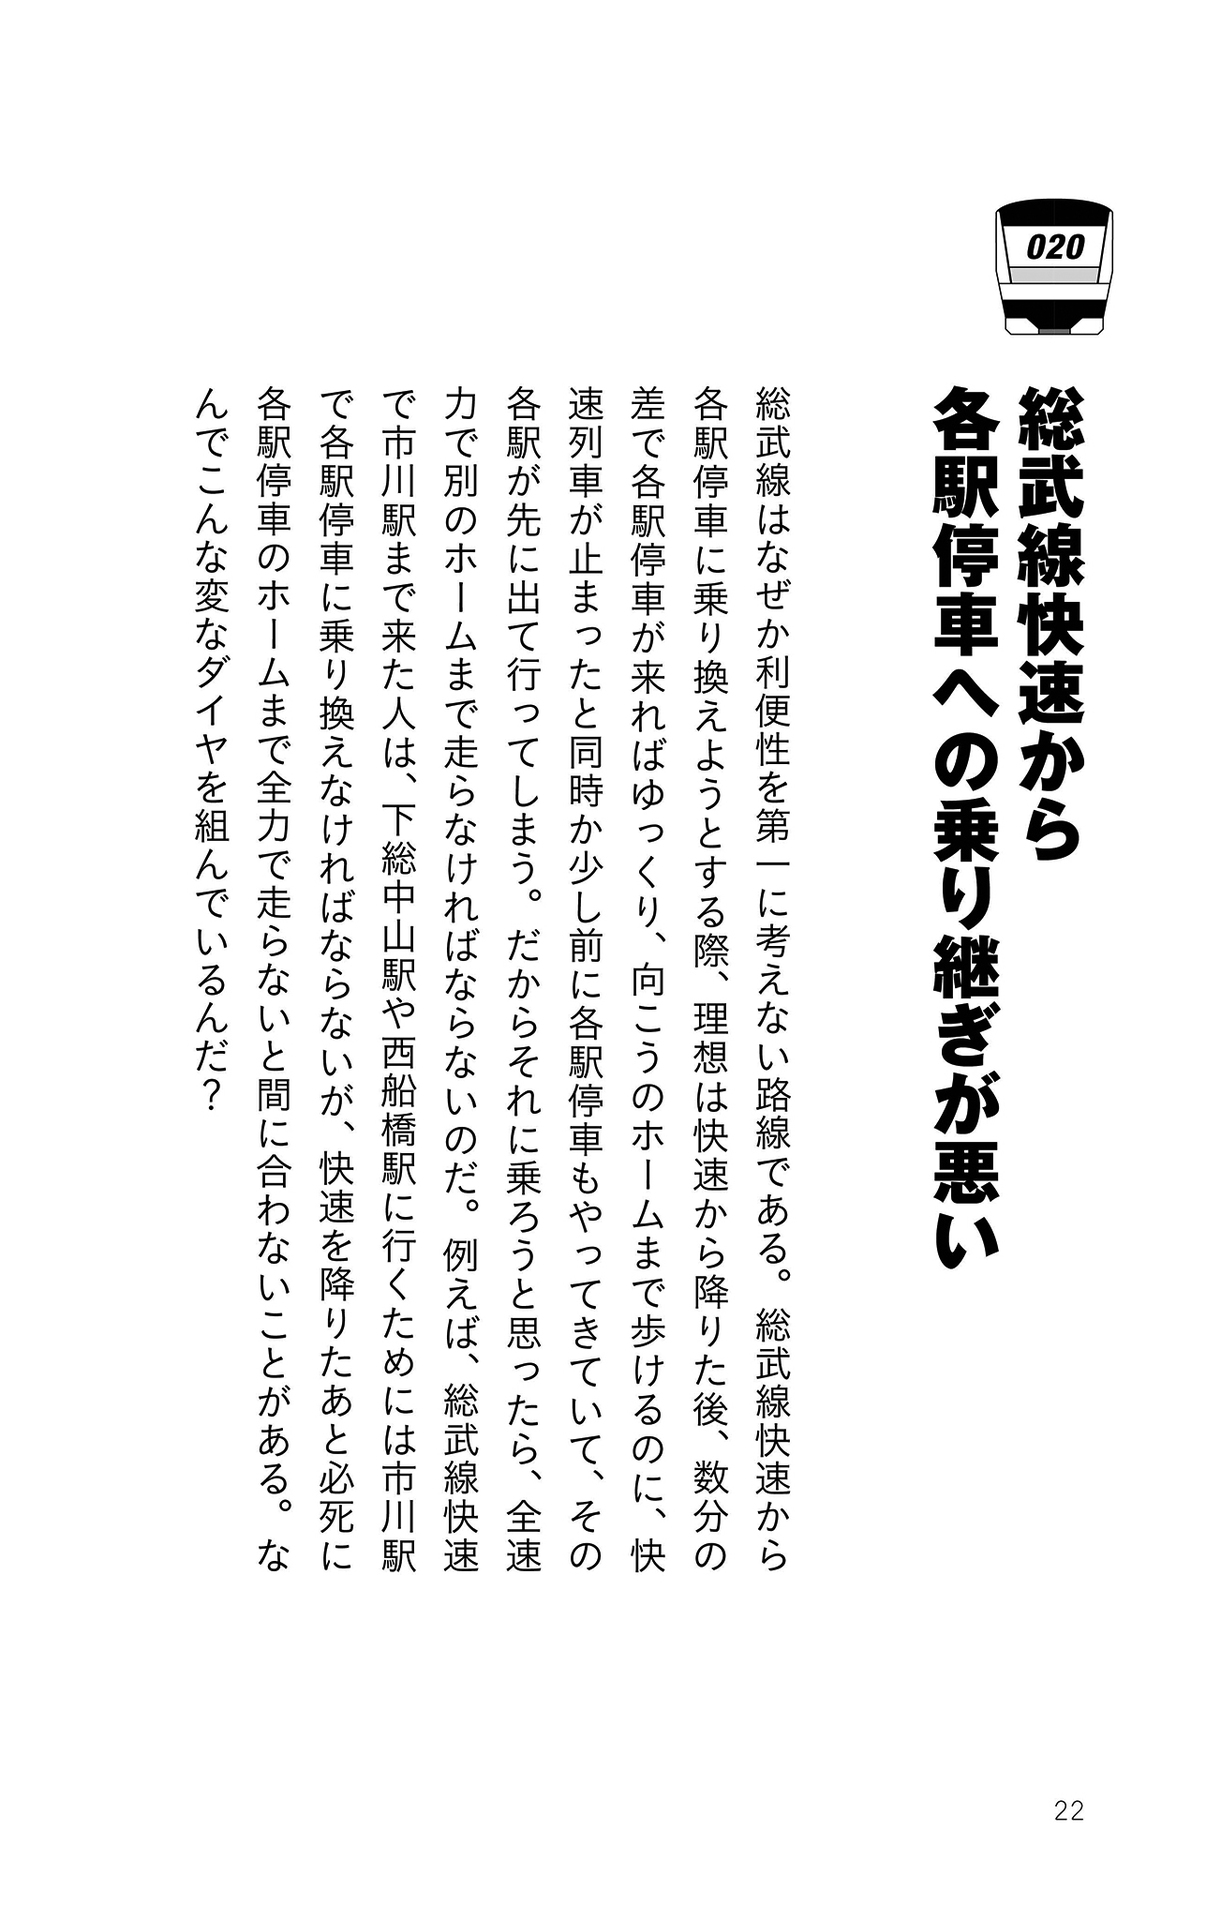 020
総武線快速から
各駅停車への乗り継ぎが悪い
総武線はなぜか利便性を第一に考えない路線である。総武線快速から
各駅停車に乗り換えようとする際、理想は快速から降りた後、数分の
差で各駅停車が来ればゆっくり、向こうのホームまで歩けるのに、快
速列車が止まったと同時か少し前に各駅停車もやってきていて、その
各駅が先に出て行ってしまう。だからそれに乗ろうと思ったら、全速
力で別のホームまで走らなければならないのだ。例えば、総武線快速
で市川駅まで来た人は、下総中山駅や西船橋駅に行くためには市川駅
で各駅停車に乗り換えなければならないが、快速を降りたあと必死に
各駅停車のホームまで全力で走らないと間に合わないことがある。な
んでこんな変なダイヤを組んでいるんだ？
22